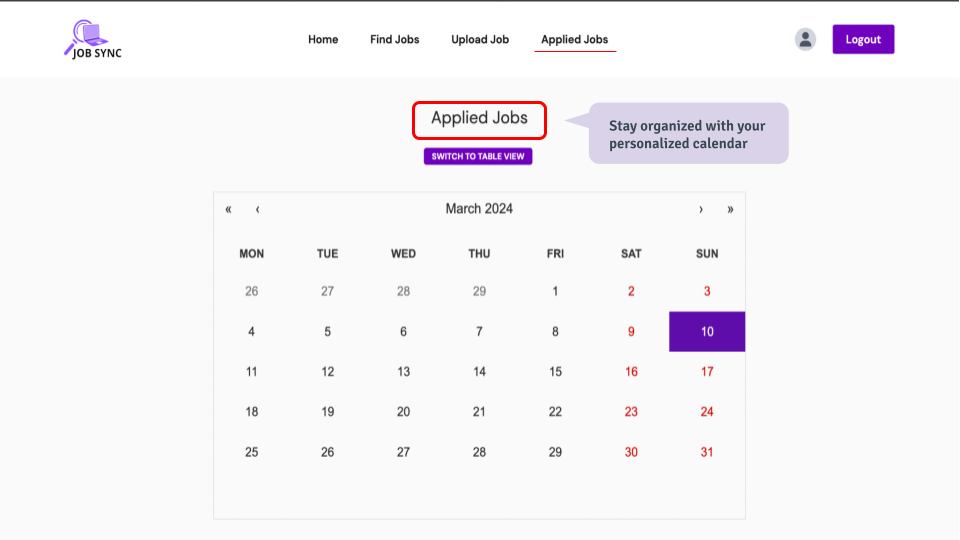 JOB SYNC
Home Find Jobs Upload Job Applied Jobs Logout
Applied Jobs
Stay organized with your
personalized calendar
SWITCH TO TABLE VIEW
« ‹ March 2024 › »
MON TUE WED THU FRI SAT SUN
26 27 28 29 1 2 3
4 5 6 7 8 9 10
11 12 13 14 15 16 17
18 19 20 21 22 23 24
25 26 27 28 29 30 31